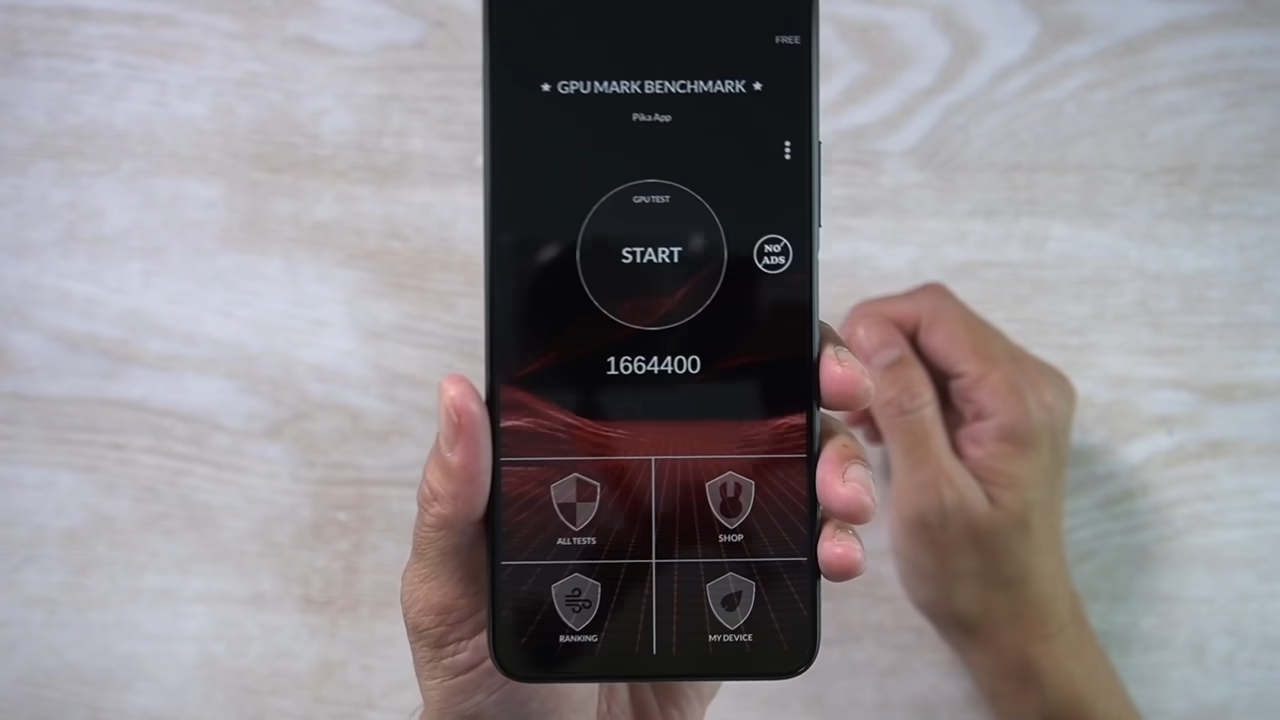 FREE
★ GPU MARK BENCHMARK ★
Pika App
GPU TEST
START
NO
ADS
1664400
ALL TESTS
SHOP
RANKING
MY DEVICE